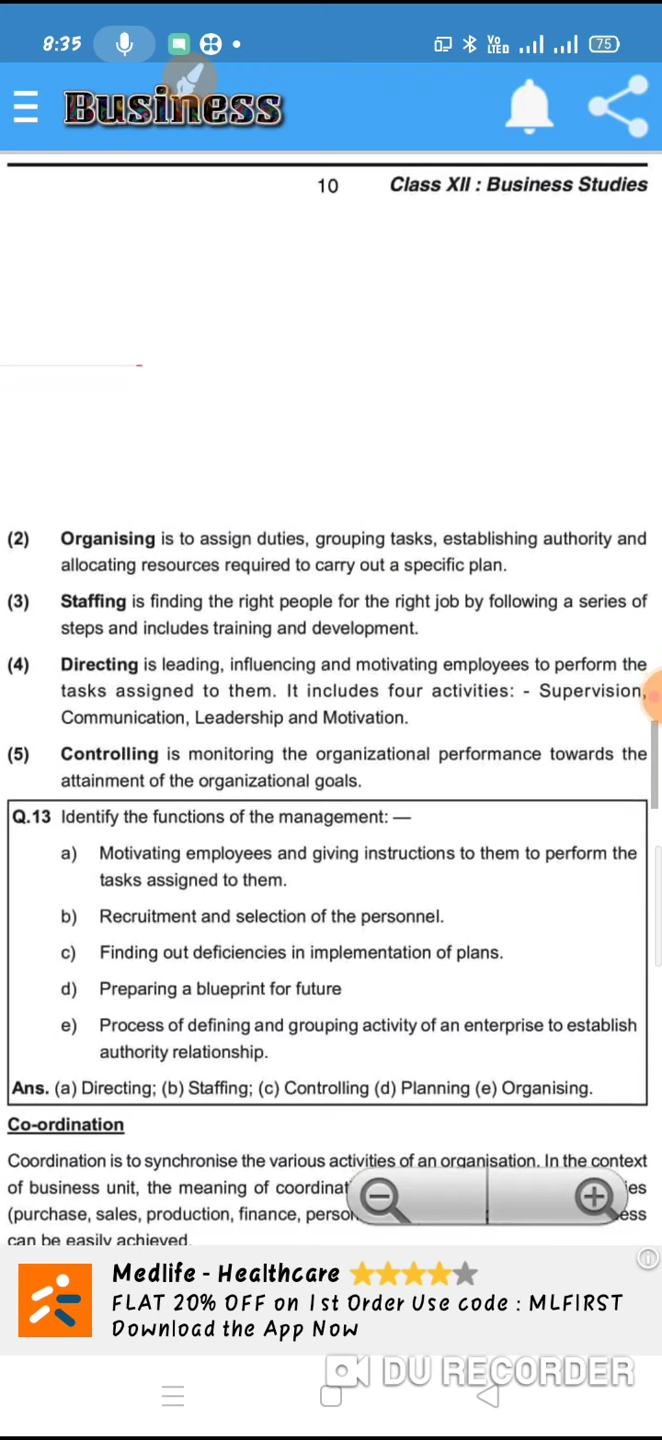 8:35
VO LTED
75
Business
10 Class XII : Business Studies
(2) Organising is to assign duties, grouping tasks, establishing authority and
allocating resources required to carry out a specific plan.
(3) Staffing is finding the right people for the right job by following a series of
steps and includes training and development.
(4) Directing is leading, influencing and motivating employees to perform the
tasks assigned to them. It includes four activities: - Supervision,
Communication, Leadership and Motivation.
(5) Controlling is monitoring the organizational performance towards the
attainment of the organizational goals.
Q.13 Identify the functions of the management: —
a) Motivating employees and giving instructions to them to perform the
tasks assigned to them.
b) Recruitment and selection of the personnel.
c) Finding out deficiencies in implementation of plans.
d) Preparing a blueprint for future
e) Process of defining and grouping activity of an enterprise to establish
authority relationship.
Ans. (a) Directing; (b) Staffing; (c) Controlling (d) Planning (e) Organising.
Co-ordination
Coordination is to synchronise the various activities of an organisation. In the context
of business unit, the meaning of
(purchase, sales, production, finance,
can be easily achieved.
Medlife - Healthcare
FLAT 20% OFF on 1st Order Use code : MLFIRST
Download the App Now
DU RECORDER